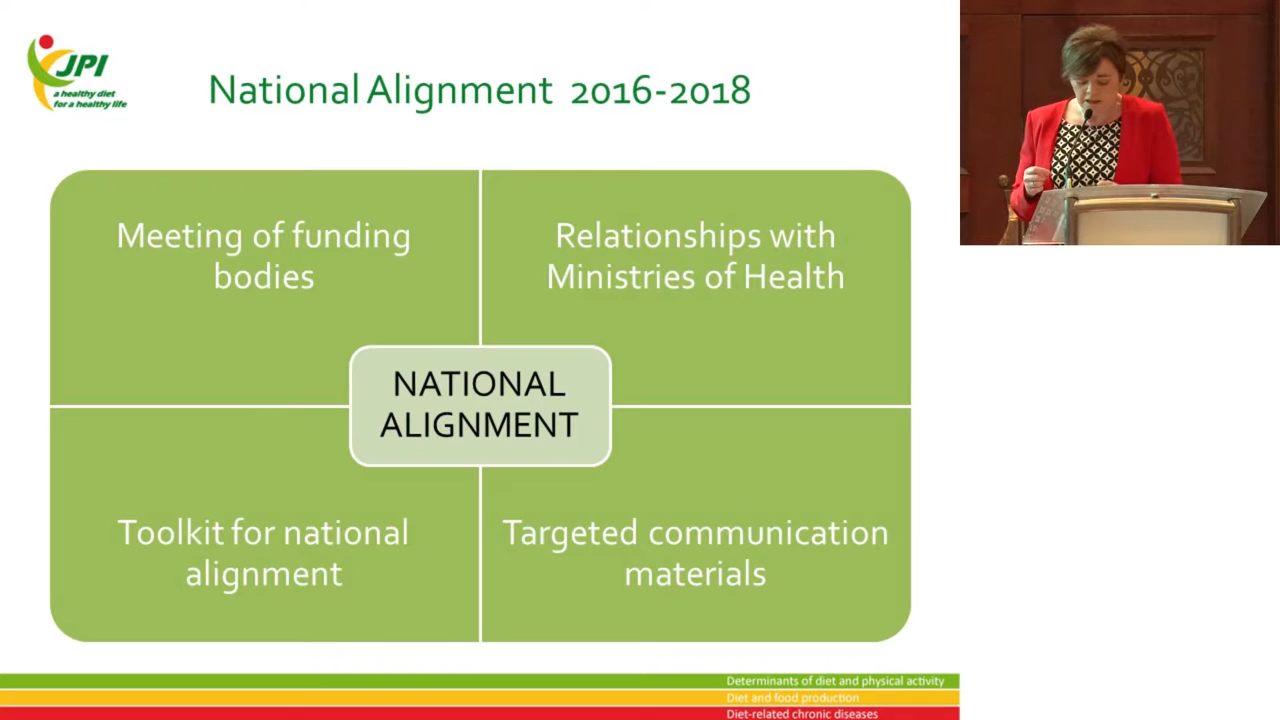 JPI
a healthy diet
for a healthy life
National Alignment 2016-2018
Meeting of funding
bodies
Relationships with
Ministries of Health
NATIONAL
ALIGNMENT
Toolkit for national
alignment
Targeted communication
materials
Determinants of diet and physical activity
Diet and food production
Diet-related chronic diseases